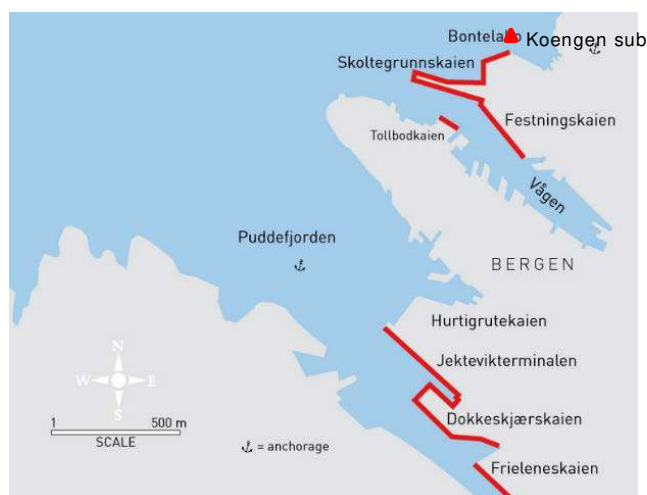 Bontelabo
Koengen sub
Skoltegrunnskaien
Festningskaien
Tollbodkaien
Vågen
Puddefjorden
BERGEN
Hurtigrutekaien
Jektevikterminalen
N
W E
S
1 500 m
SCALE
Dokkeskjærskaien
= anchorage
Frieleneskaien